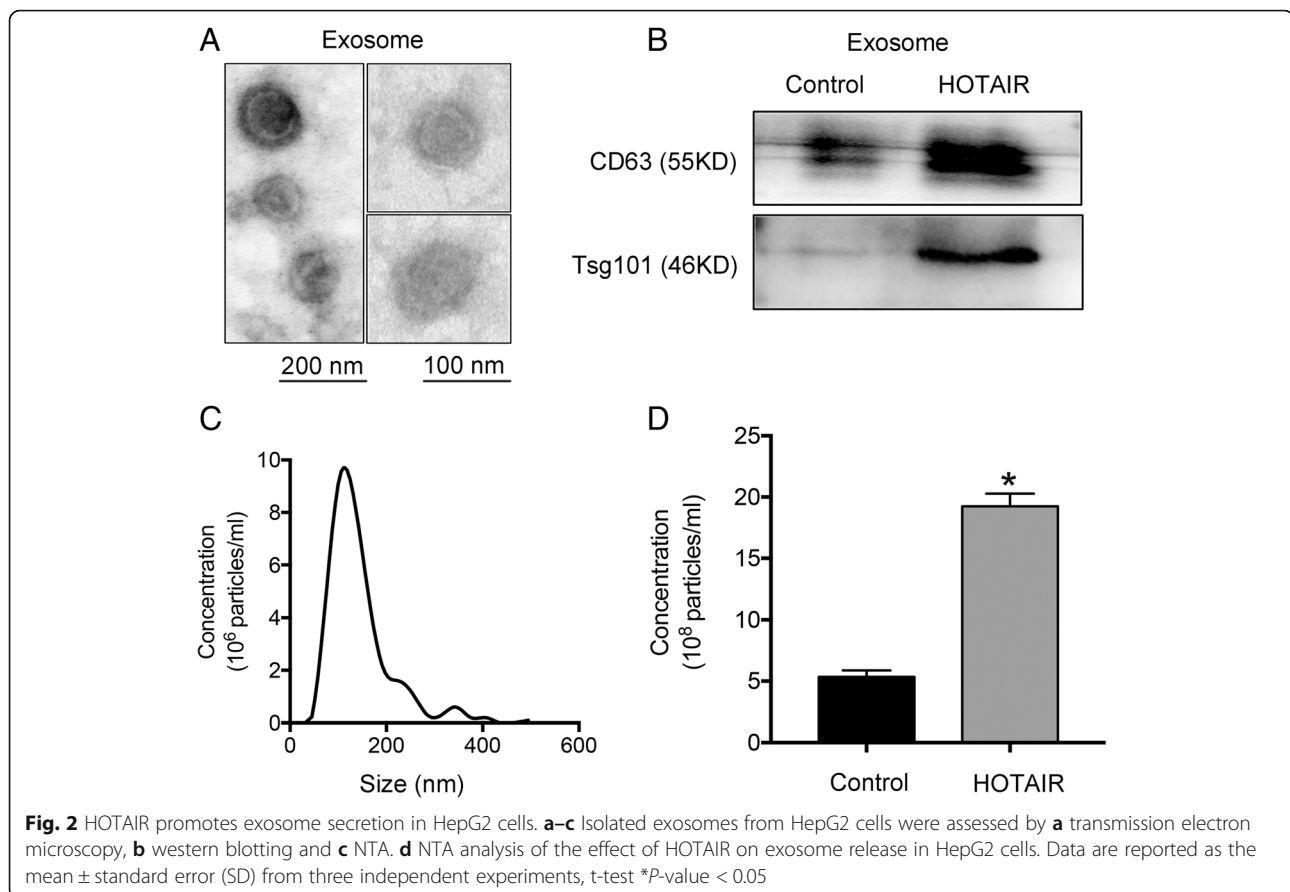 A
Exosome
200 nm
100 nm
B
Exosome
Control HOTAIR
CD63 (55KD)
Tsg101 (46KD)
C
Concentration
(10⁶ particles/ml)
10
8
6
4
2
0
0 200 400 600
Size (nm)
D
Concentration
(10⁸ particles/ml)
25
20
15
10
5
0
*
Control HOTAIR
Fig. 2 HOTAIR promotes exosome secretion in HepG2 cells. a–c Isolated exosomes from HepG2 cells were assessed by a transmission electron
microscopy, b western blotting and c NTA. d NTA analysis of the effect of HOTAIR on exosome release in HepG2 cells. Data are reported as the
mean ± standard error (SD) from three independent experiments, t-test *P-value < 0.05